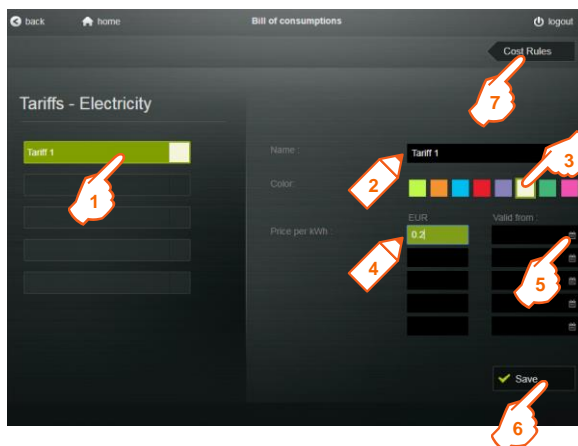 back home Bill of consumptions logout
Cost Rules
7
Tariffs - Electricity
Tariff 1
1
Name :
Tariff 1
2
3
Color:
EUR Valid from :
Price per kWh :
0.2
4
5
Save
6